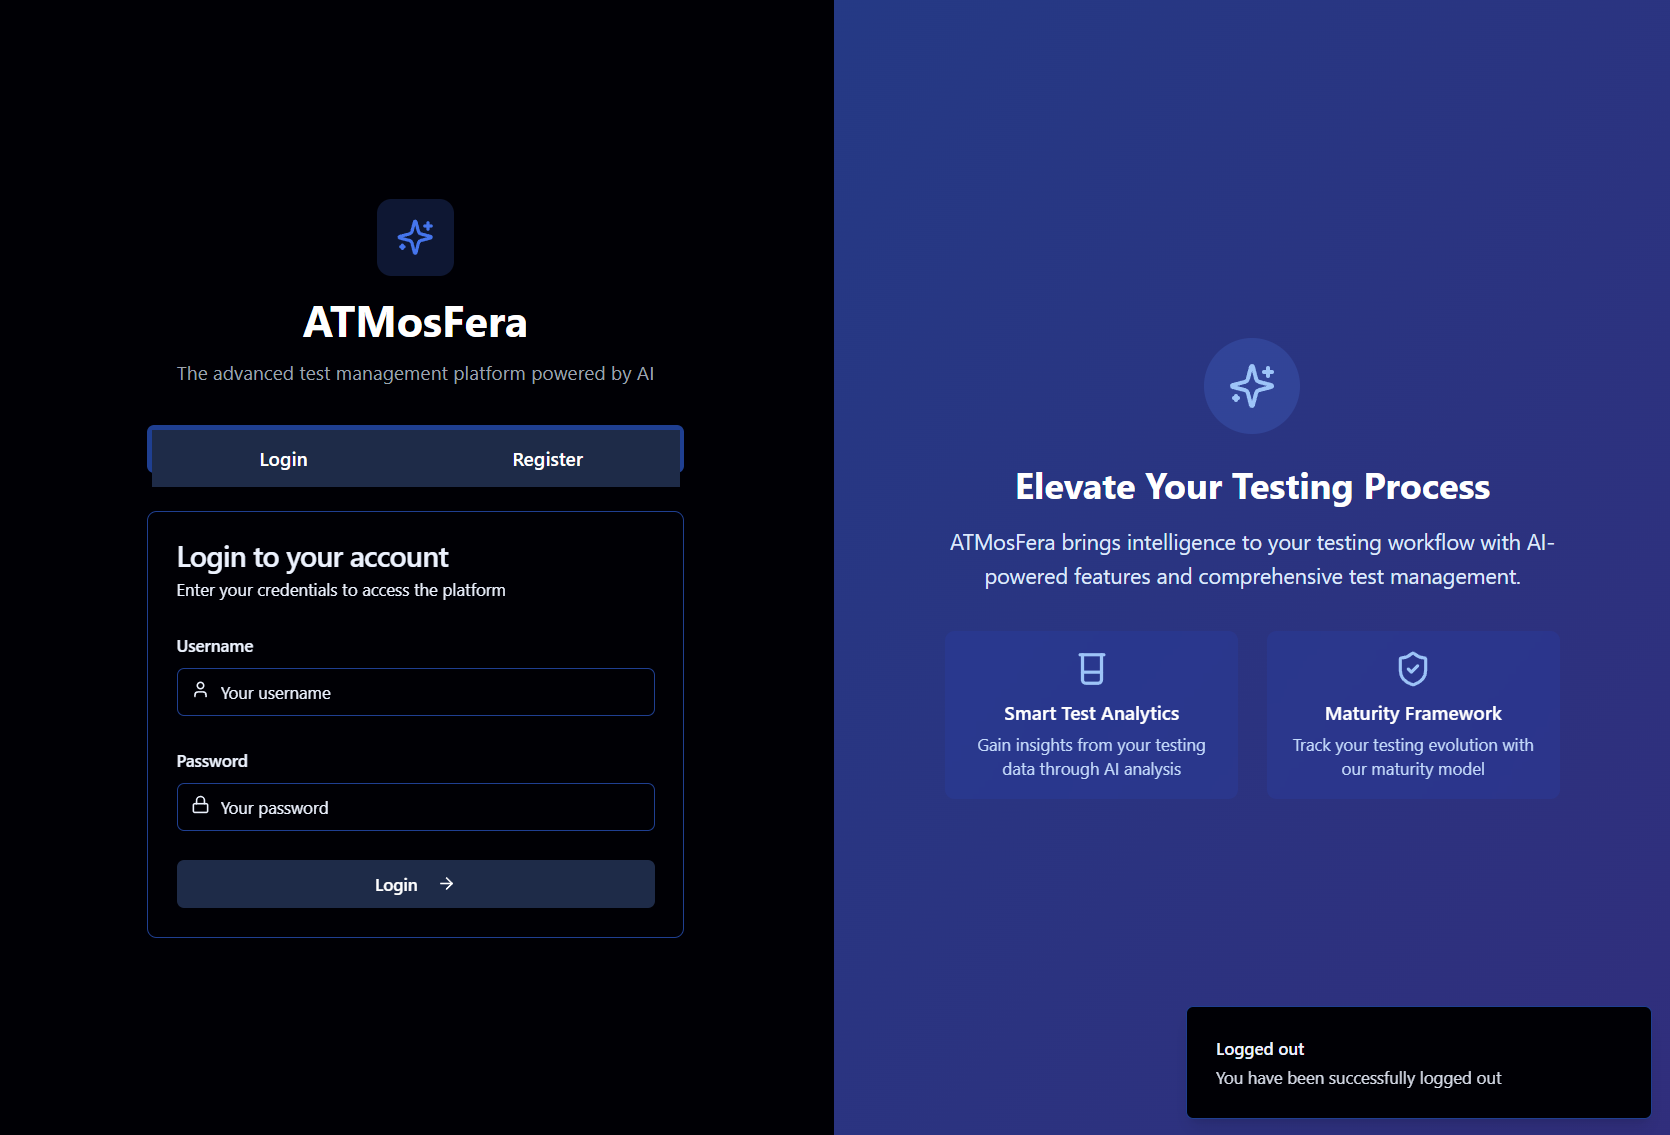 ATMosFera
The advanced test management platform powered by AI
Login
Register
Login to your account
Enter your credentials to access the platform
Username
Your username
Password
Your password
Login
Elevate Your Testing Process
ATMosFera brings intelligence to your testing workflow with AI-
powered features and comprehensive test management.
Smart Test Analytics
Gain insights from your testing
data through AI analysis
Maturity Framework
Track your testing evolution with
our maturity model
Logged out
You have been successfully logged out